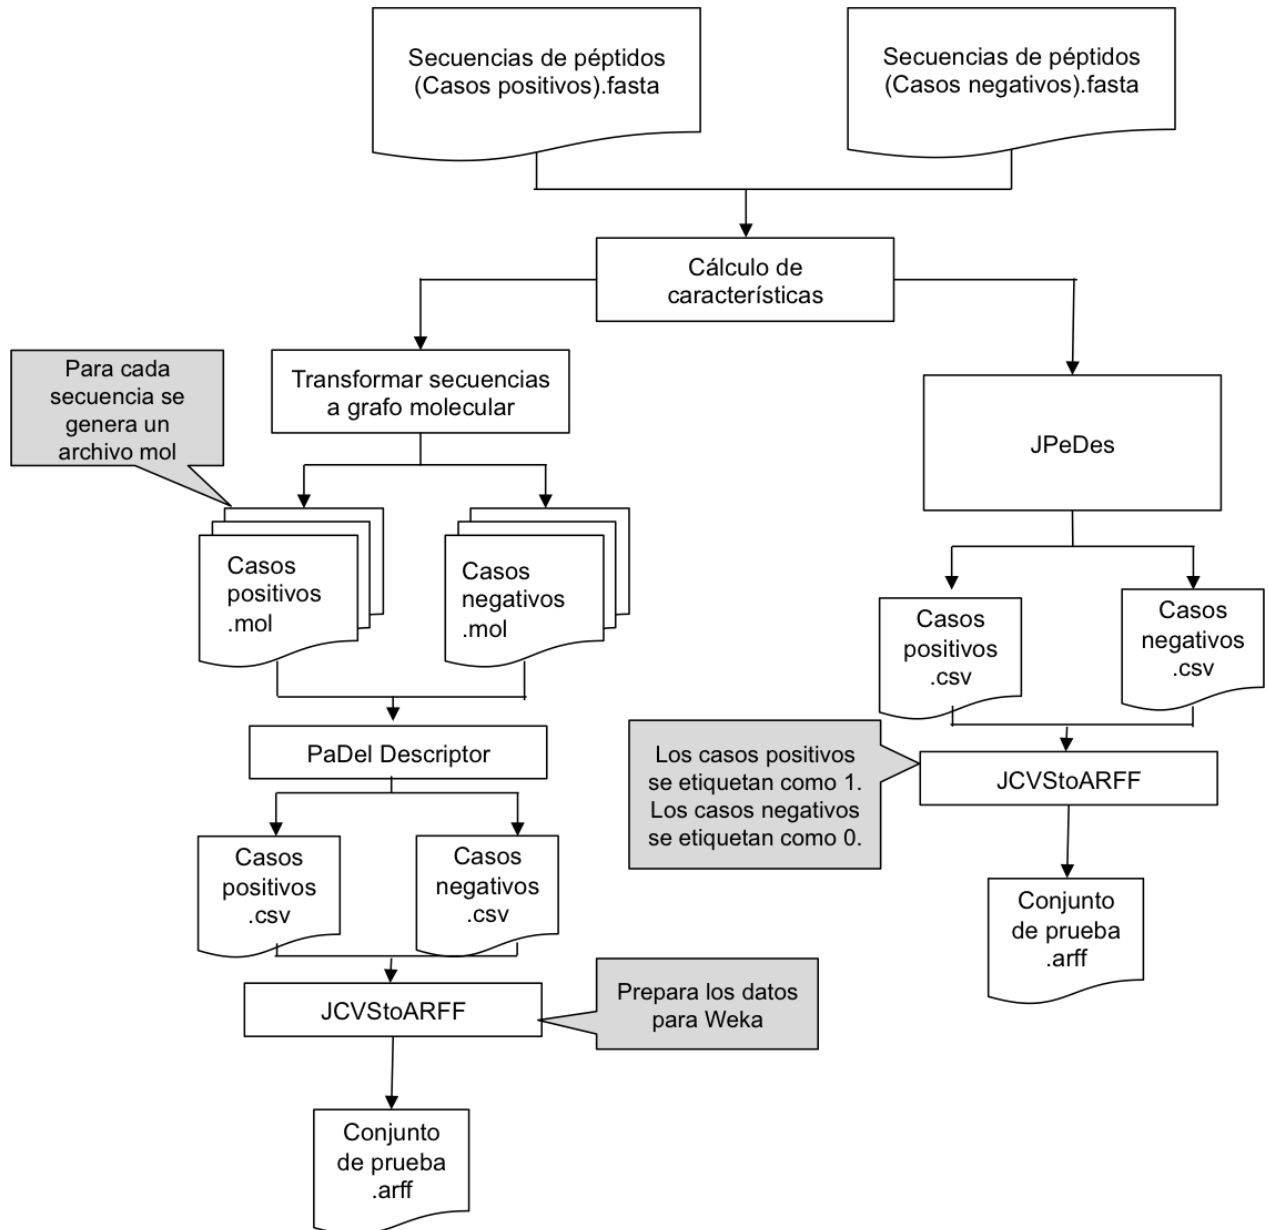 Secuencias de péptidos
(Casos positivos).fasta
Secuencias de péptidos
(Casos negativos).fasta
Cálculo de
características
Para cada
secuencia se
genera un
archivo mol
Transformar secuencias
a grafo molecular
JPeDes
Casos
positivos
.mol
Casos
negativos
.mol
Casos
positivos
.csv
Casos
negativos
.csv
PaDel Descriptor
Los casos positivos
se etiquetan como 1.
Los casos negativos
se etiquetan como 0.
JCVStoARFF
Casos
positivos
.csv
Casos
negativos
.csv
Conjunto
de prueba
.arff
JCVStoARFF
Prepara los datos
para Weka
Conjunto
de prueba
.arff